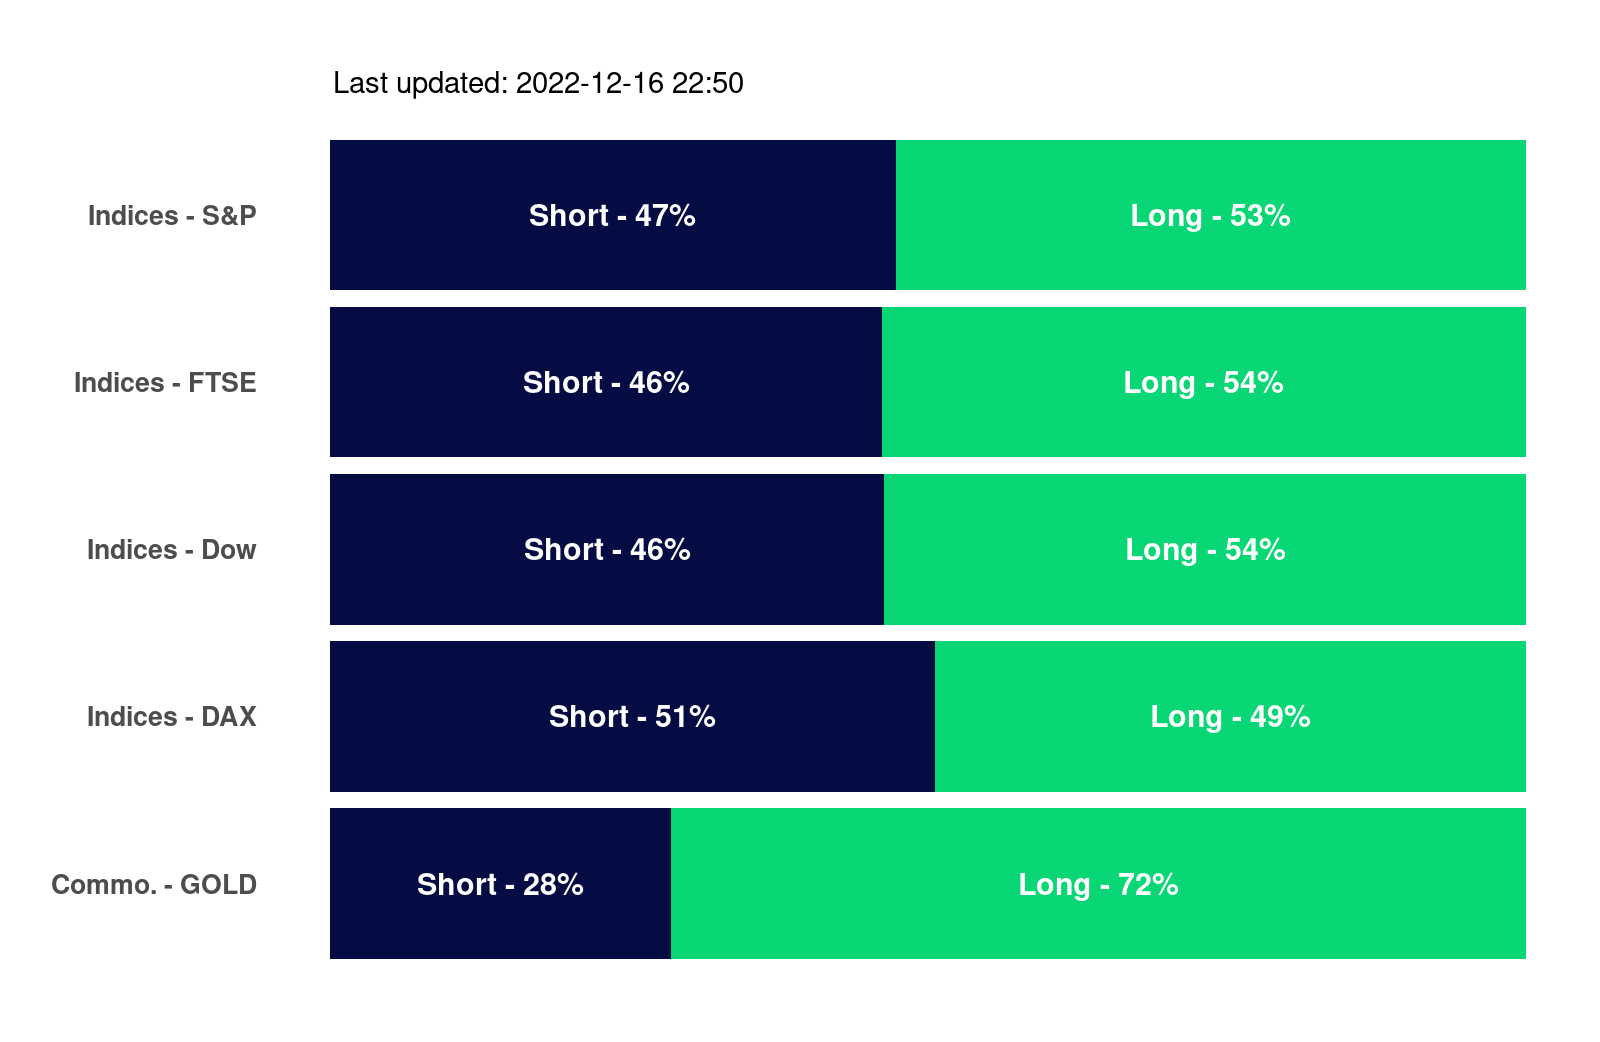 Last updated: 2022-12-16 22:50
Indices - S&P Short - 47% Long - 53%
Indices - FTSE Short - 46% Long - 54%
Indices - Dow Short - 46% Long - 54%
Indices - DAX Short - 51% Long - 49%
Commo. - GOLD Short - 28% Long - 72%